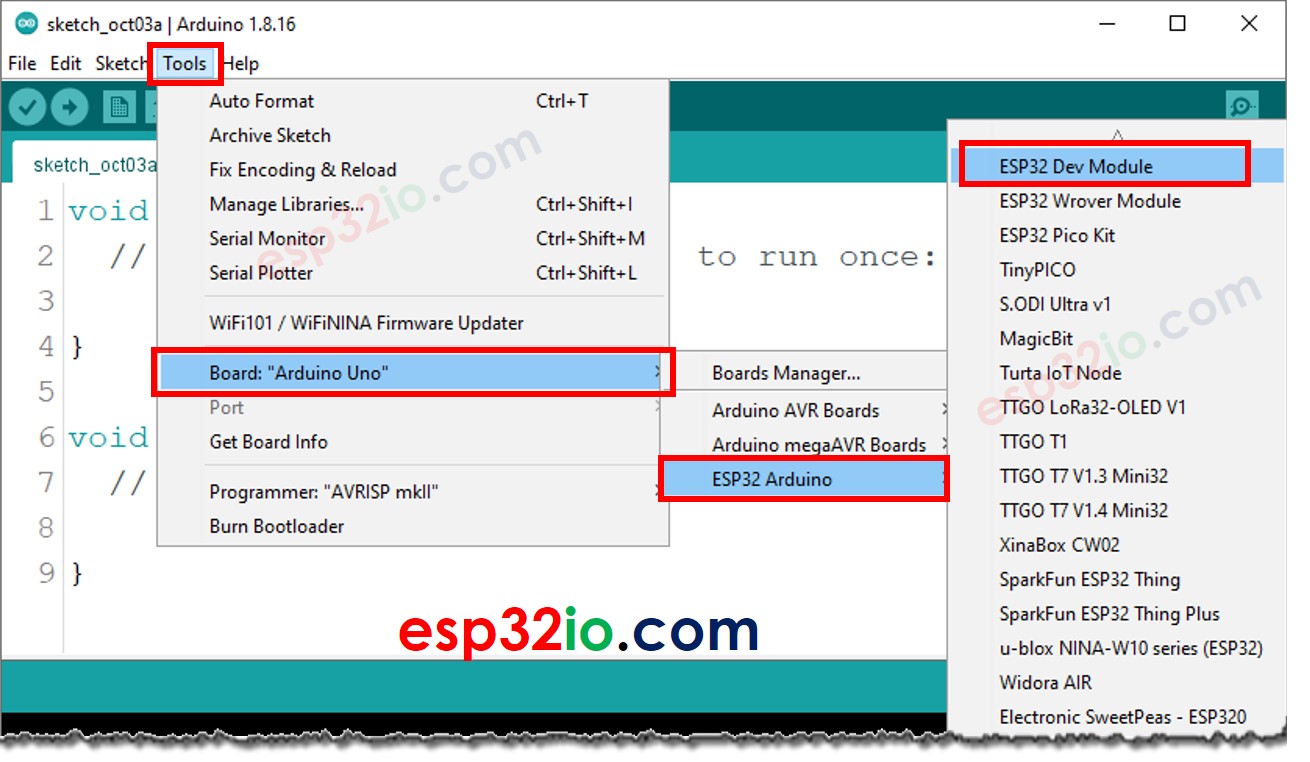 sketch_oct03a | Arduino 1.8.16
File Edit Sketch Tools Help
Auto Format Ctrl+T
Archive Sketch
Fix Encoding & Reload
Manage Libraries... Ctrl+Shift+I
Serial Monitor Ctrl+Shift+M
Serial Plotter Ctrl+Shift+L
WiFi101 / WiFiNINA Firmware Updater
Board: "Arduino Uno"
Port
Get Board Info
Programmer: "AVRISP mkII"
Burn Bootloader
Boards Manager...
Arduino AVR Boards
Arduino megaAVR Boards
ESP32 Arduino
ESP32 Dev Module
ESP32 Wrover Module
ESP32 Pico Kit
TinyPICO
S.ODI Ultra v1
MagicBit
Turta IoT Node
TTGO LoRa32-OLED V1
TTGO T1
TTGO T7 V1.3 Mini32
TTGO T7 V1.4 Mini32
XinaBox CW02
SparkFun ESP32 Thing
SparkFun ESP32 Thing Plus
u-blox NINA-W10 series (ESP32)
Widora AIR
Electronic SweetPeas - ESP320
sketch_oct03a
1 void
2 // to run once:
3
4 }
5
6 void
7 //
8
9 }
esp32io.com
esp32io.com
esp32io.com